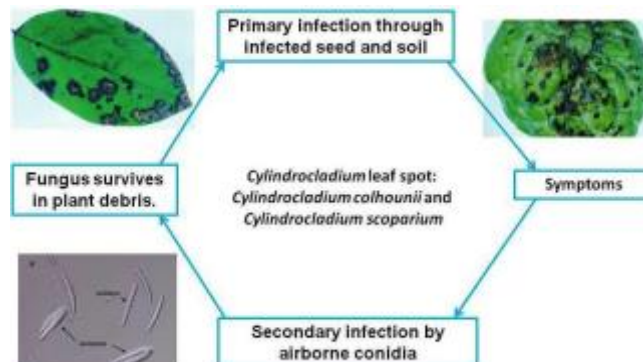 Primary infection through
infected seed and soil
Fungus survives
in plant debris.
Cylindrocladium leaf spot:
Cylindrocladium colhounii and
Cylindrocladium scoparium
Symptoms
Secondary infection by
airborne conidia